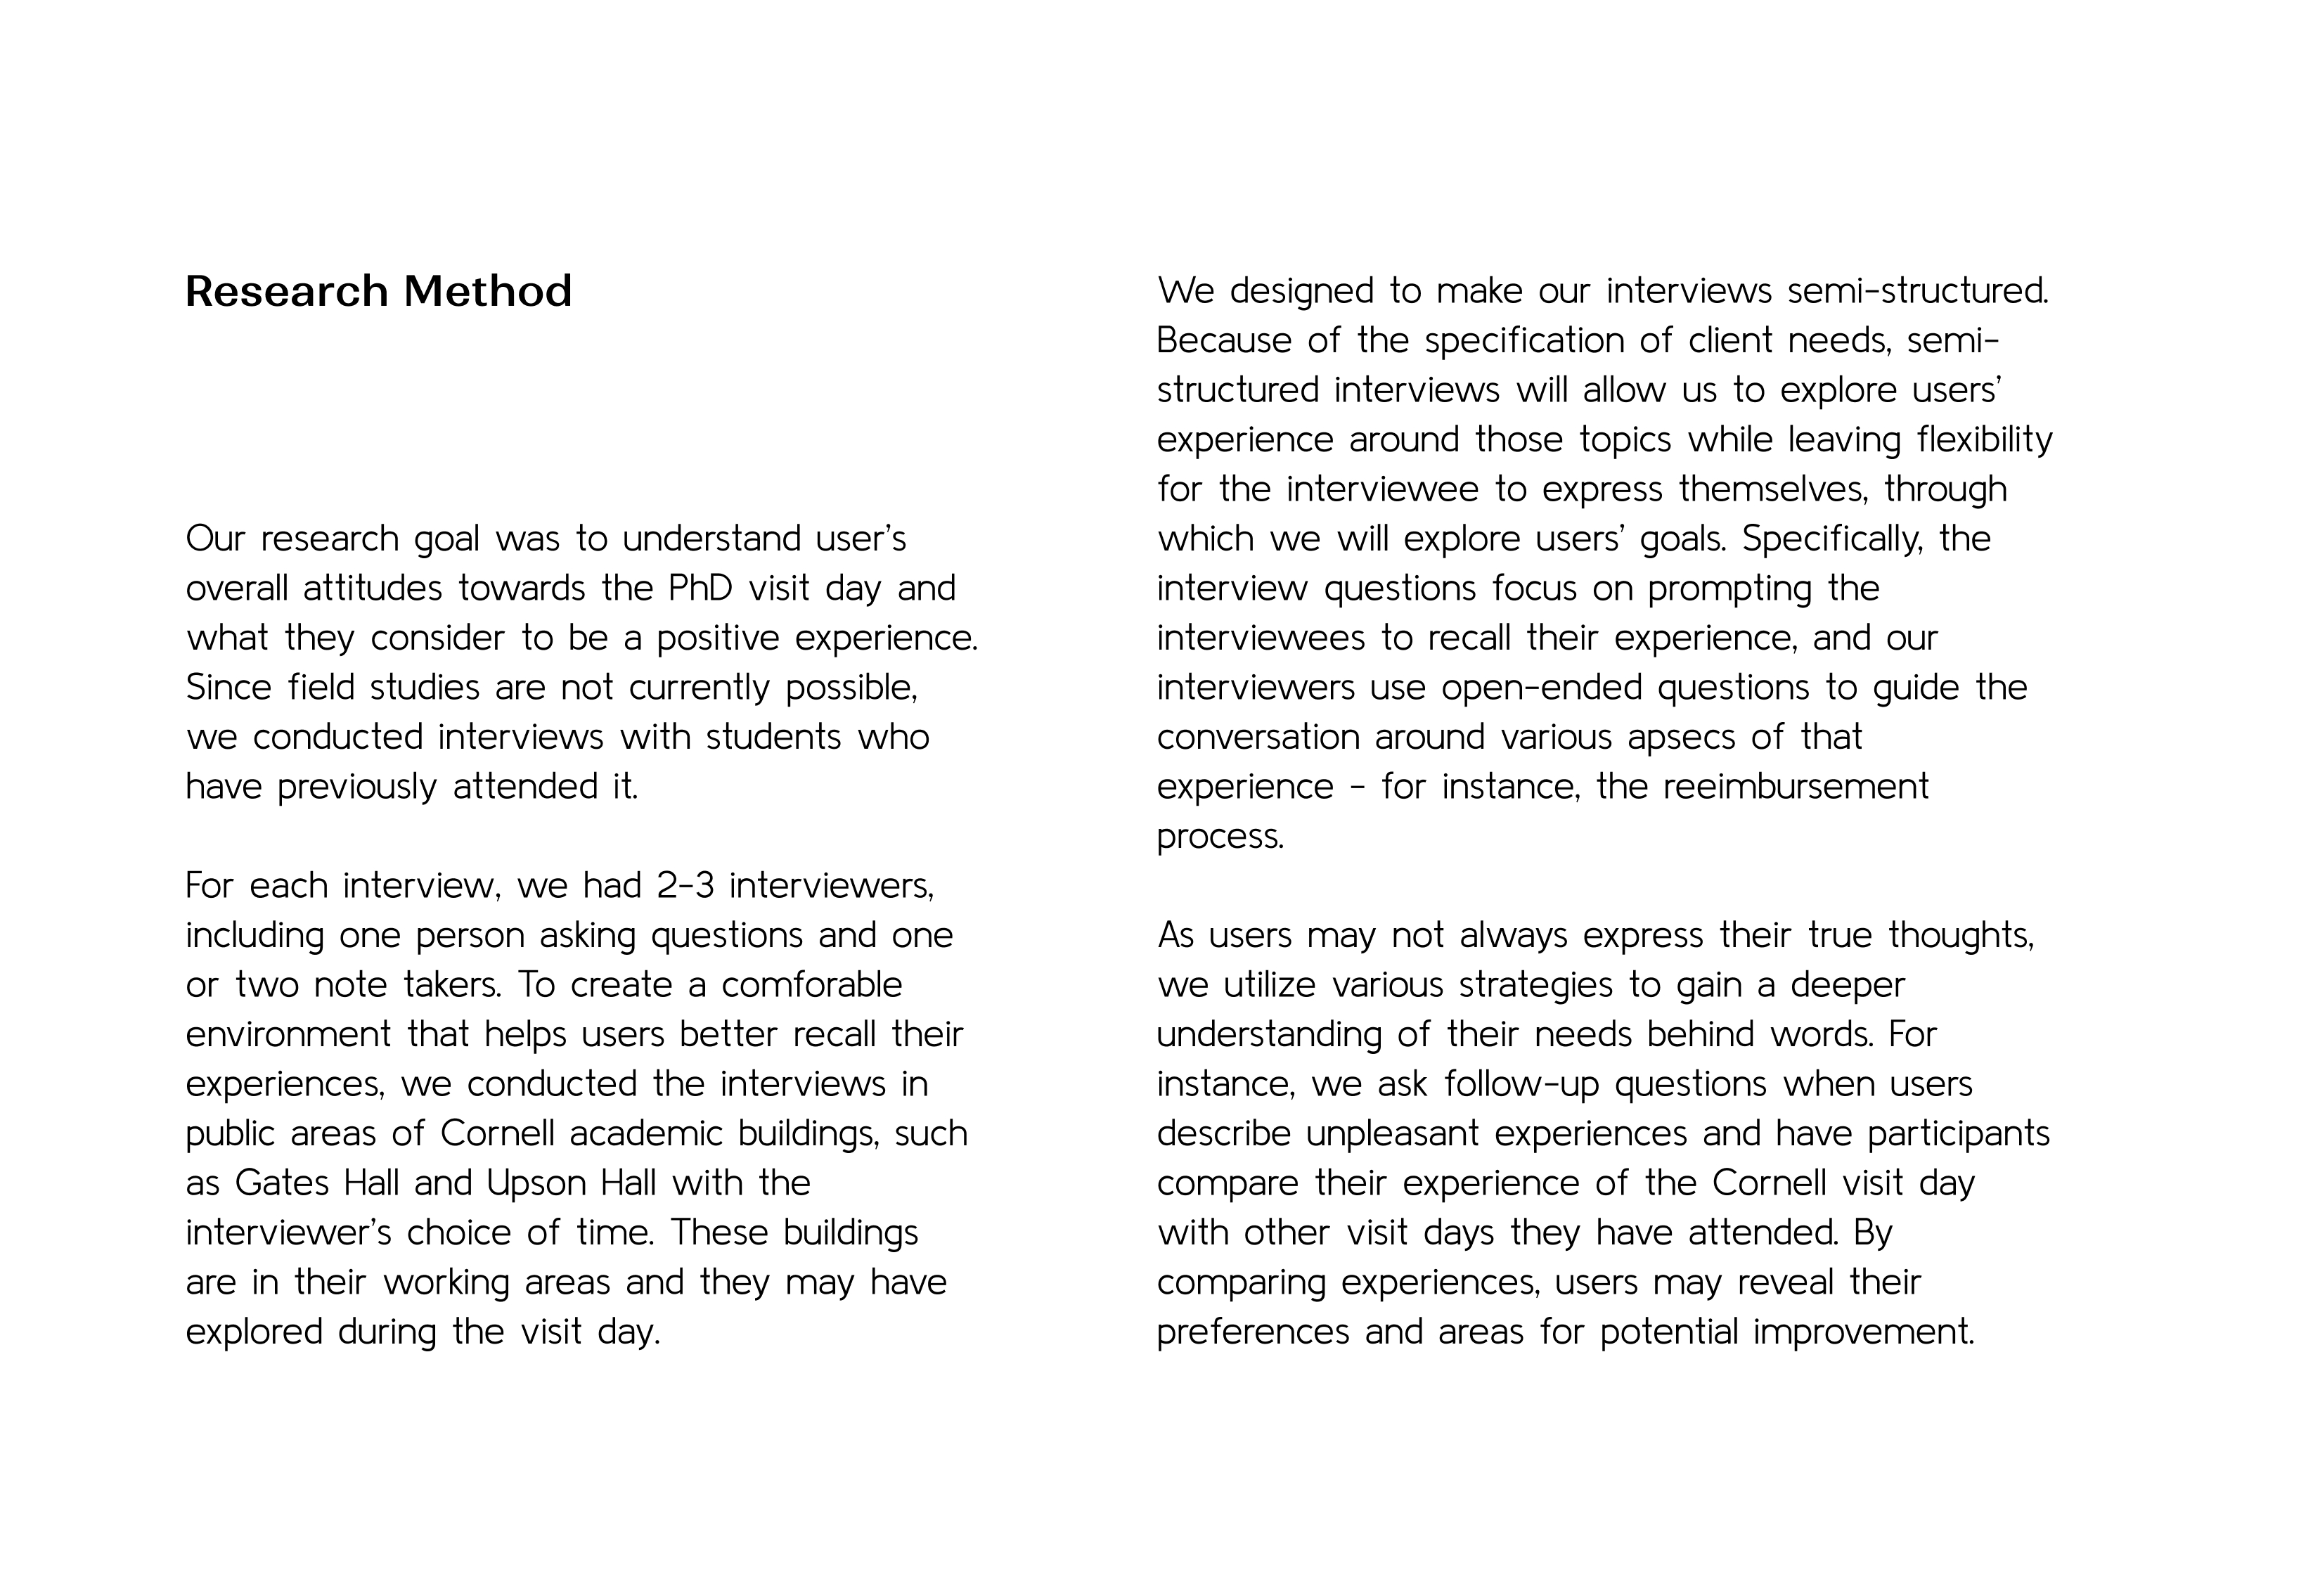 Research Method
Our research goal was to understand user's
overall attitudes towards the PhD visit day and
what they consider to be a positive experience.
Since field studies are not currently possible,
we conducted interviews with students who
have previously attended it.
For each interview, we had 2-3 interviewers,
including one person asking questions and one
or two note takers. To create a comforable
environment that helps users better recall their
experiences, we conducted the interviews in
public areas of Cornell academic buildings, such
as Gates Hall and Upson Hall with the
interviewer's choice of time. These buildings
are in their working areas and they may have
explored during the visit day.
We designed to make our interviews semi-structured.
Because of the specification of client needs, semi-
structured interviews will allow us to explore users'
experience around those topics while leaving flexibility
for the interviewee to express themselves, through
which we will explore users' goals. Specifically, the
interview questions focus on prompting the
interviewees to recall their experience, and our
interviewers use open-ended questions to guide the
conversation around various apsecs of that
experience - for instance, the reeimbursement
process.
As users may not always express their true thoughts,
we utilize various strategies to gain a deeper
understanding of their needs behind words. For
instance, we ask follow-up questions when users
describe unpleasant experiences and have participants
compare their experience of the Cornell visit day
with other visit days they have attended. By
comparing experiences, users may reveal their
preferences and areas for potential improvement.